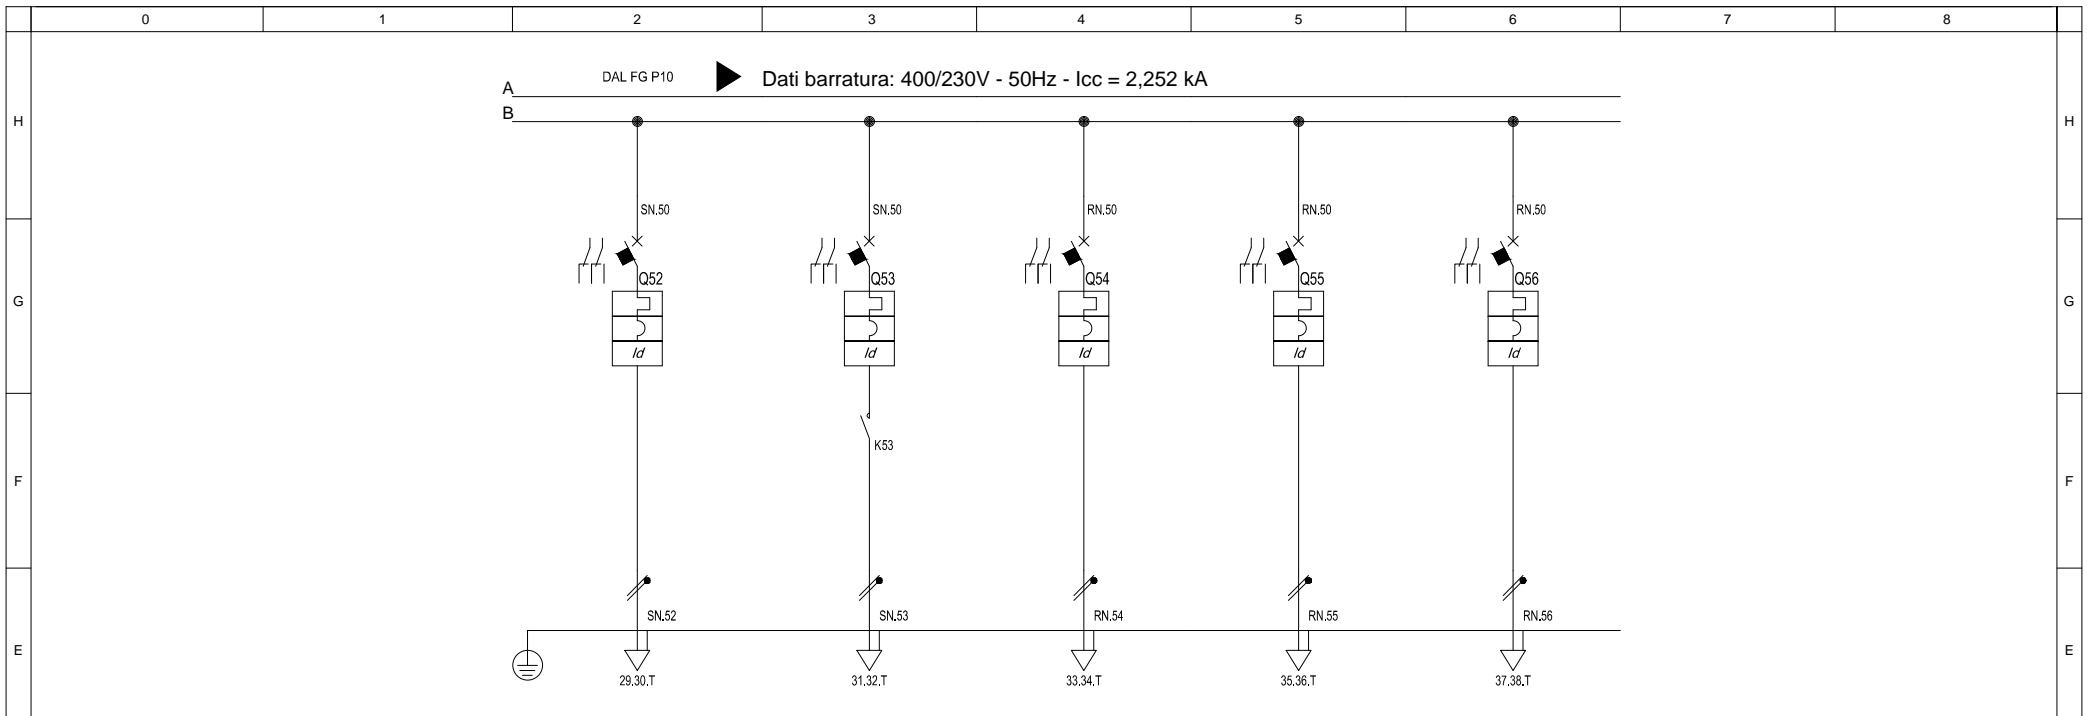 0 1 2 3 4 5 6 7 8
DAL FG P10 Dati barratura: 400/230V - 50Hz - Icc = 2,252 kA
A
B
H H
SN.50 SN.50 RN.50 RN.50 RN.50
Q52 Q53 Q54 Q55 Q56
G G
Id Id Id Id Id
K53
F F
SN.52 SN.53 RN.54 RN.55 RN.56
E E
29.30.T 31.32.T 33.34.T 35.36.T 37.38.T